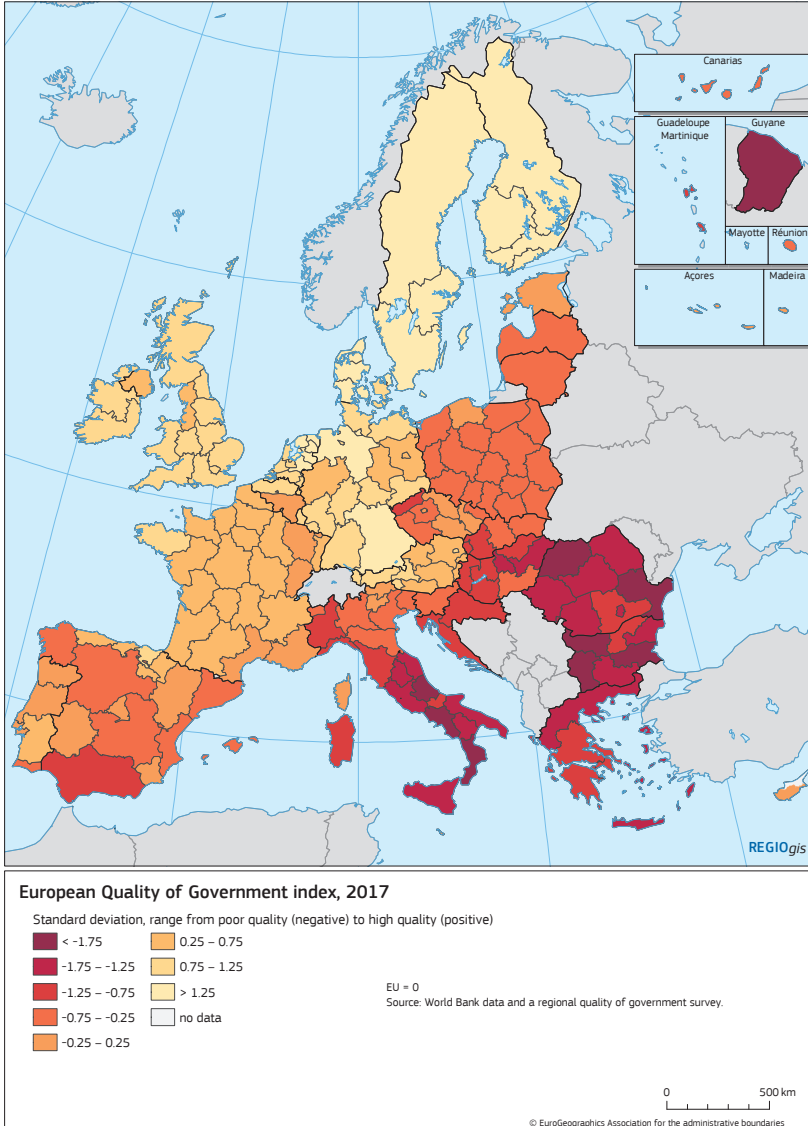 Canarias
Guadeloupe
Martinique
Guyane
Mayotte
Réunion
Açores
Madeira
REGIOgis
European Quality of Government index, 2017
Standard deviation, range from poor quality (negative) to high quality (positive)
< -1.75
-1.75 – -1.25
-1.25 – -0.75
-0.75 – -0.25
-0.25 – 0.25
0.25 – 0.75
0.75 – 1.25
> 1.25
no data
EU = 0
Source: World Bank data and a regional quality of government survey.
0 500 km
© EuroGeographics Association for the administrative boundaries